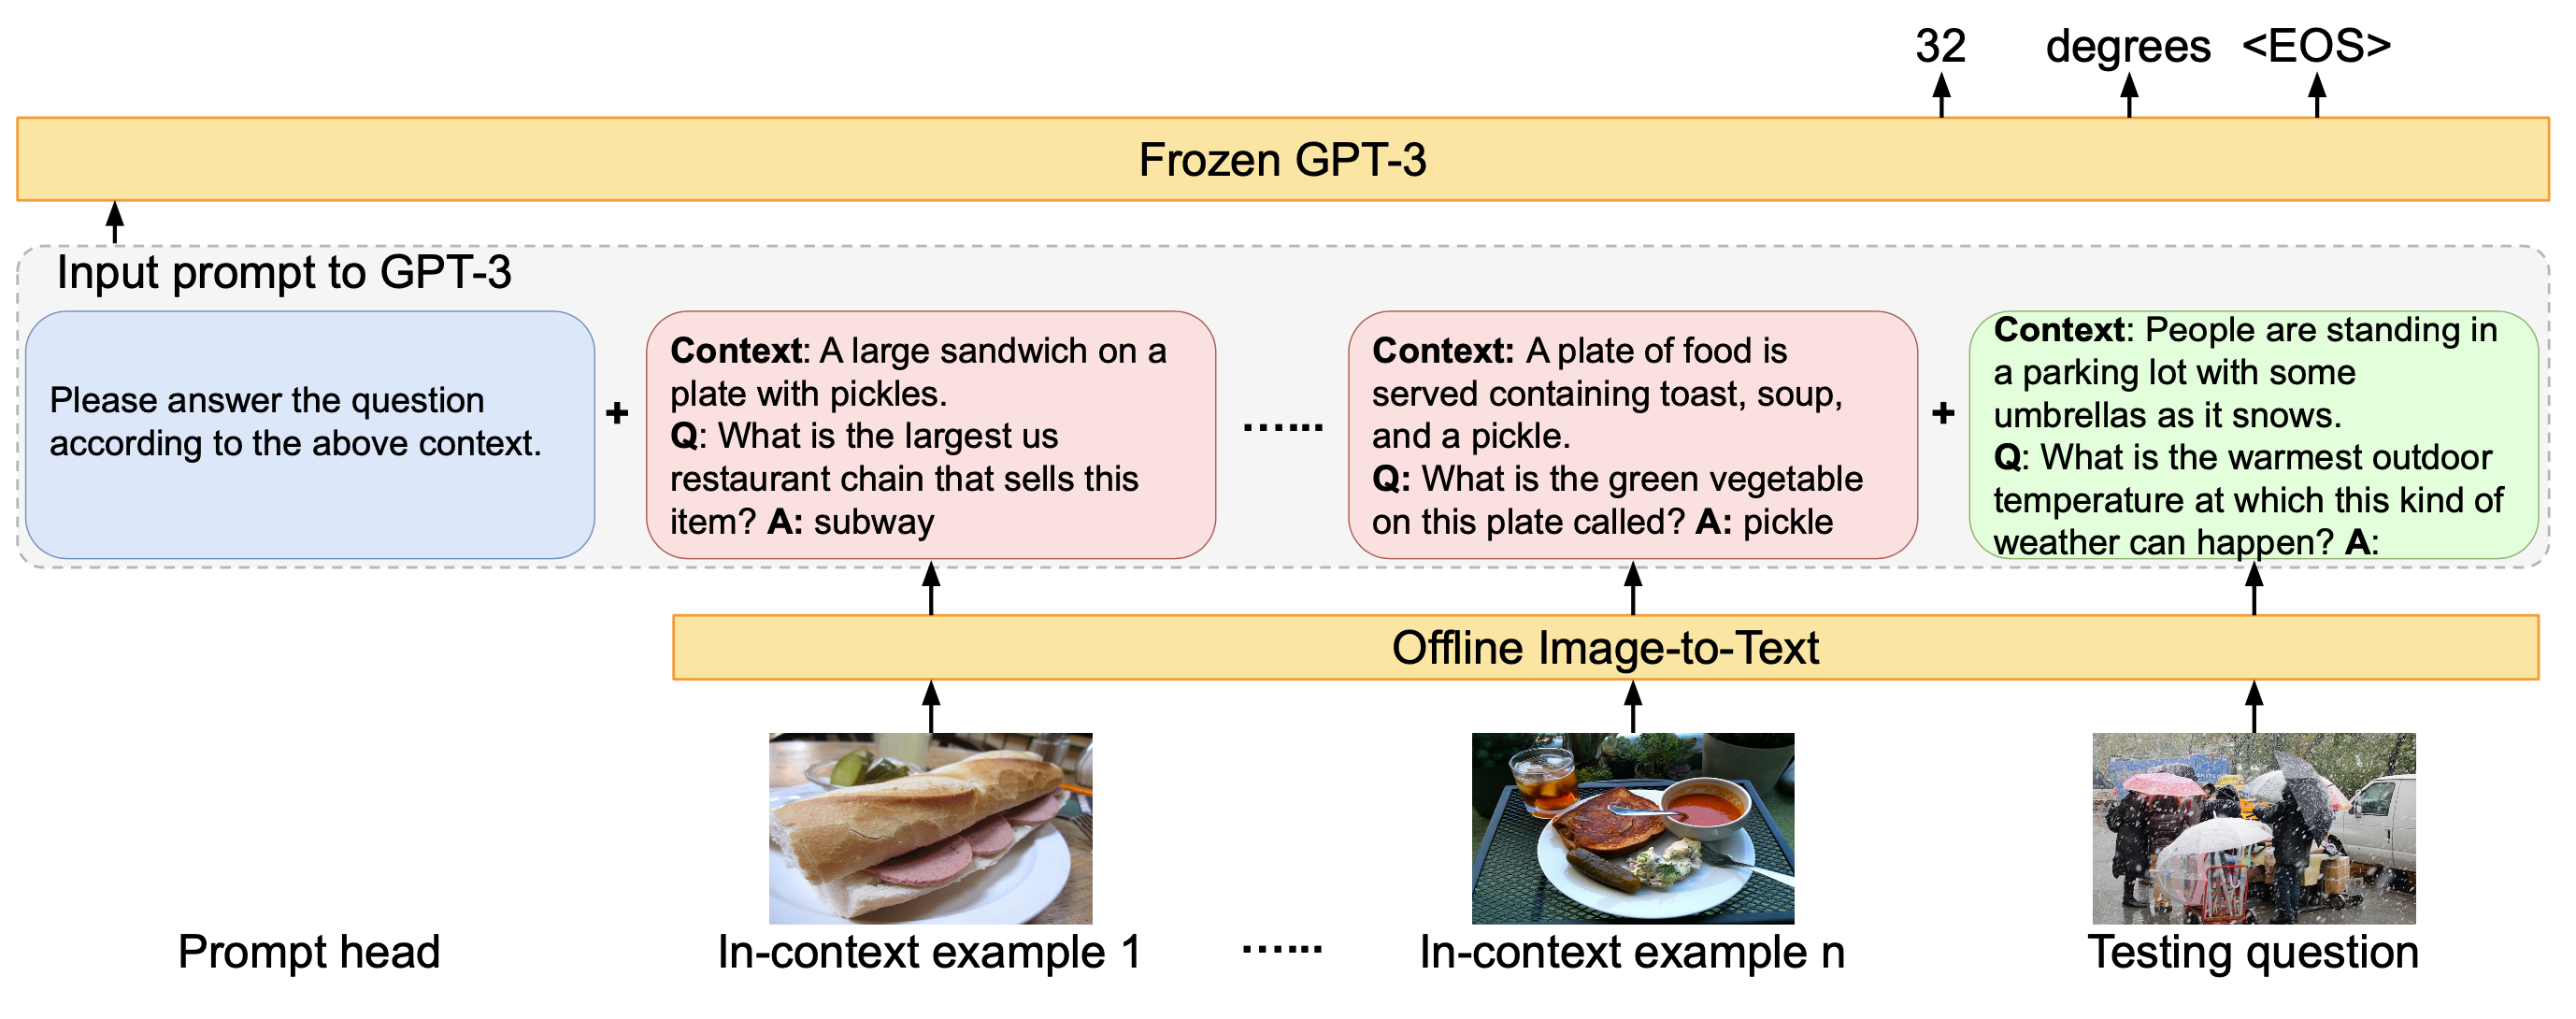 32 degrees <EOS>
Frozen GPT-3
Input prompt to GPT-3
Please answer the question
according to the above context.
+
Context: A large sandwich on a
plate with pickles.
Q: What is the largest us
restaurant chain that sells this
item? A: subway
…...
Context: A plate of food is
served containing toast, soup,
and a pickle.
Q: What is the green vegetable
on this plate called? A: pickle
+
Context: People are standing in
a parking lot with some
umbrellas as it snows.
Q: What is the warmest outdoor
temperature at which this kind of
weather can happen? A:
Offline Image-to-Text
Prompt head
In-context example 1
…...
In-context example n
Testing question